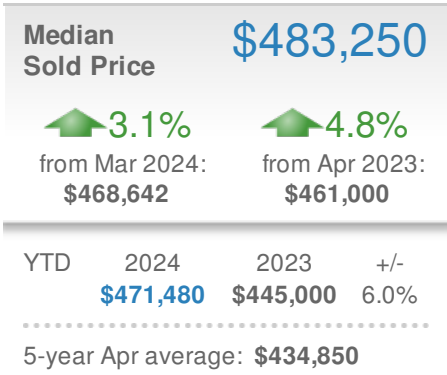 Median
Sold Price
$483,250
3.1%
from Mar 2024:
$468,642
4.8%
from Apr 2023:
$461,000
YTD 2024 2023 +/-
$471,480 $445,000 6.0%
5-year Apr average: $434,850